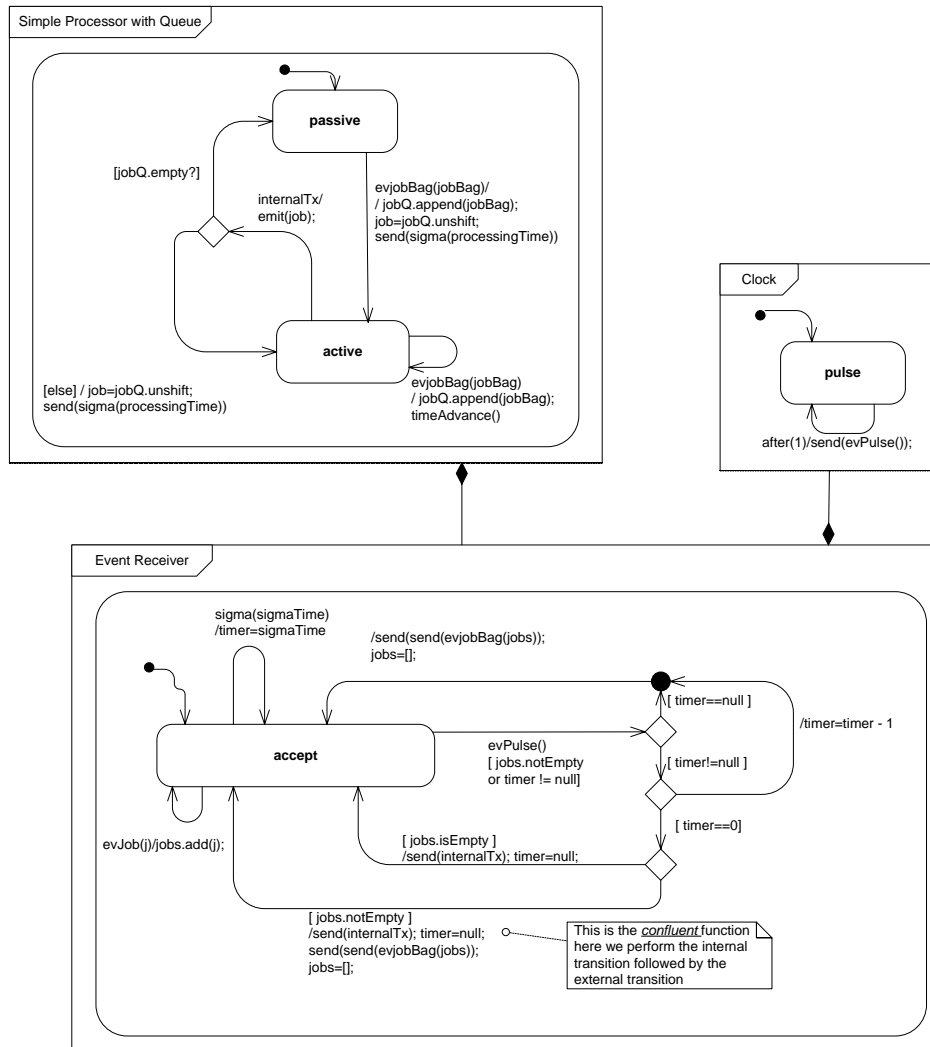 Simple Processor with Queue
passive
[jobQ.empty?]
internalTx/
emit(job);
evjobBag(jobBag)/
/ jobQ.append(jobBag);
job=jobQ.unshift;
send(sigma(processingTime))
active
[else] / job=jobQ.unshift;
send(sigma(processingTime))
evjobBag(jobBag)
/ jobQ.append(jobBag);
timeAdvance()
Clock
pulse
after(1)/send(evPulse());
Event Receiver
sigma(sigmaTime)
/timer=sigmaTime
/send(send(evjobBag(jobs));
jobs=[];
[ timer==null ]
/timer=timer - 1
accept
evPulse()
[ jobs.notEmpty
or timer != null]
[ timer!=null ]
[ timer==0]
evJob(j)/jobs.add(j);
[ jobs.isEmpty ]
/send(internalTx); timer=null;
[ jobs.notEmpty ]
/send(internalTx); timer=null;
send(send(evjobBag(jobs));
jobs=[];
This is the confluent function
here we perform the internal
transition followed by the
external transition